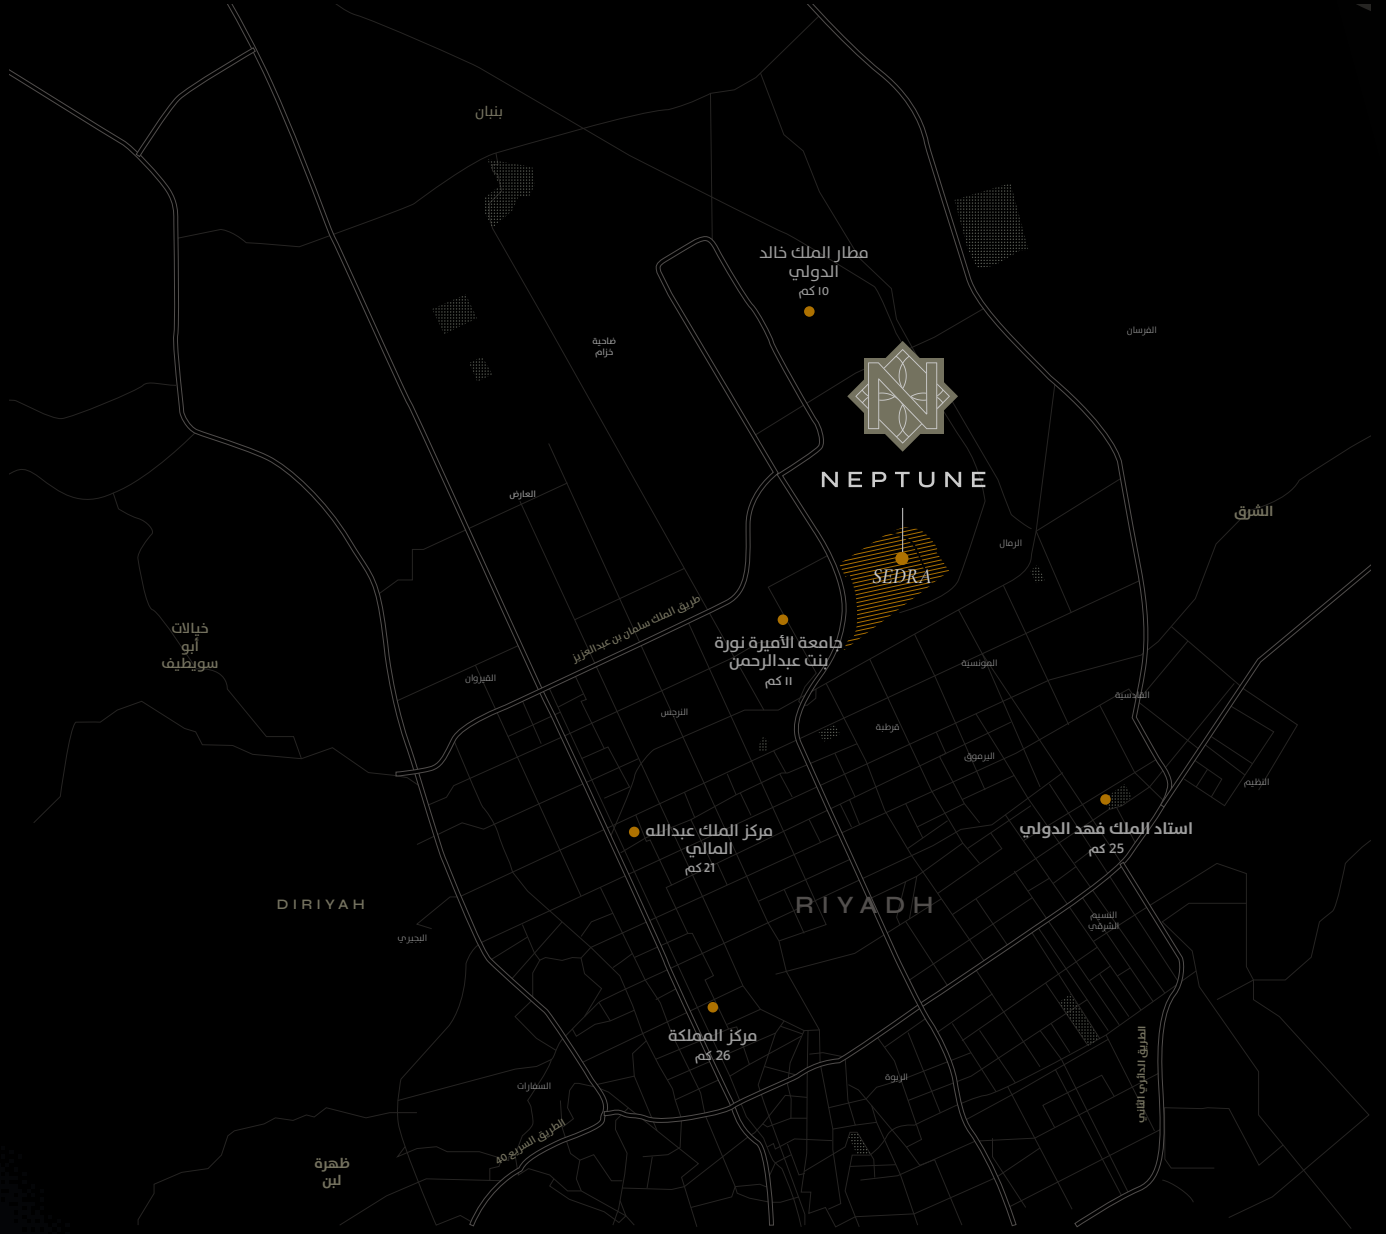 بنبان
مطار الملك خالد
الدولي
١٥ كم
الفرسان
ضاحية
خزام
NEPTUNE
العارض
الشرق
الرمال
SEDRA
طريق الملك سلمان بن عبدالعزيز
خيالات
أبو
سويطيف
جامعة الأميرة نورة
بنت عبدالرحمن
١١ كم
المونسية
القيروان
القادسية
النرجس
قرطبة
اليرموق
النظيم
مركز الملك عبدالله
المالي
21 كم
استاد الملك فهد الدولي
25 كم
DIRIYAH
RIYADH
النسيم
الشرقي
البجيري
مركز المملكة
26 كم
الربوة
السفارات
الطريق الدائري الثاني
الطريق السريع 40
ظهرة
لبن